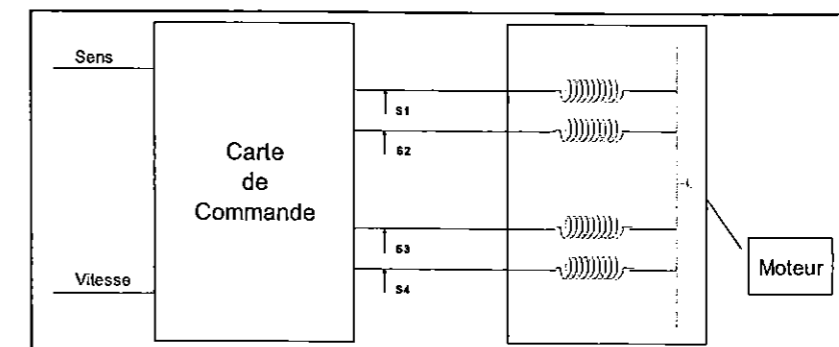 Sens
S1
S2
Carte
de
Commande
S3
S4
Vitesse
Moteur